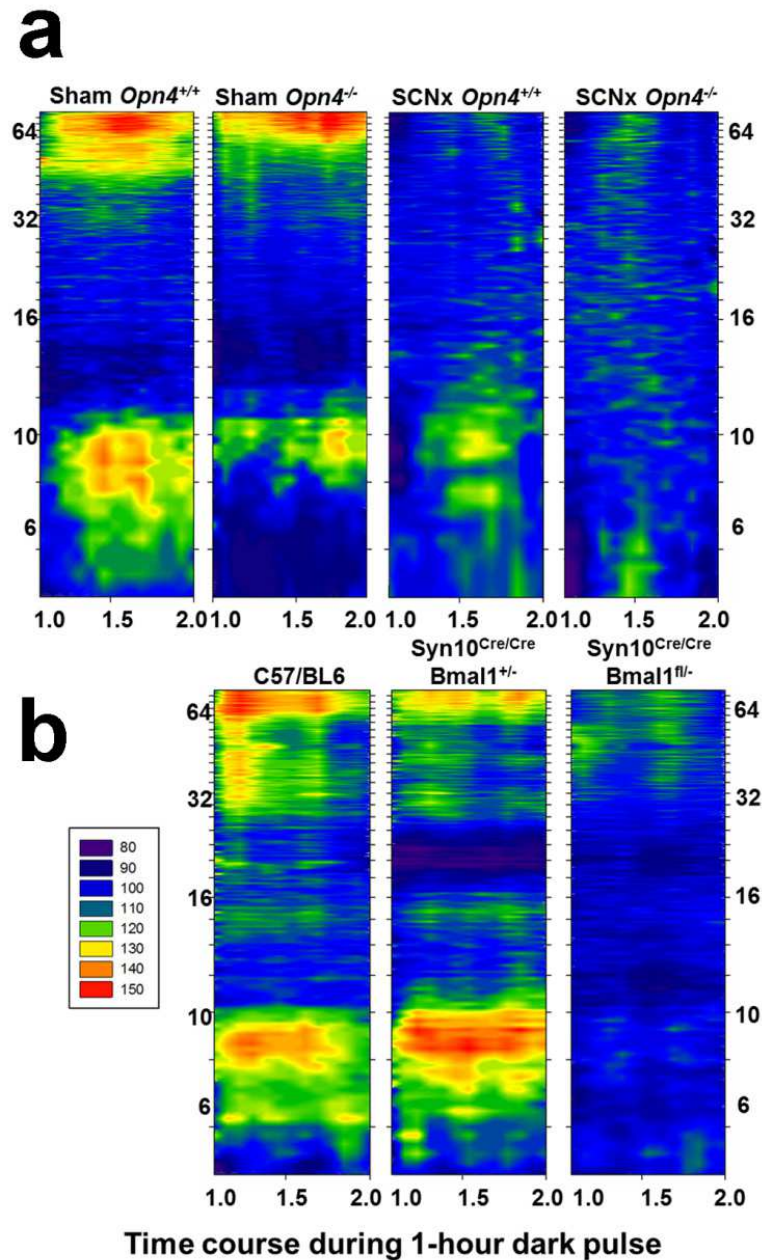 a
Sham Opn4+/+ Sham Opn4-/- SCNx Opn4+/+ SCNx Opn4-/-
64 64
32 32
16 16
10 10
6 6
1.0 1.5 2.0 1.0 1.5 2.0 1.0 1.5 2.0 1.0 1.5 2.0
b
C57/BL6
Syn10Cre/Cre
Bmal1+/-
Syn10Cre/Cre
Bmal1fl/-
64 64
32 32
16 16
10 10
6 6
80
90
100
110
120
130
140
150
1.0 1.5 2.0 1.0 1.5 2.0 1.0 1.5 2.0
Time course during 1-hour dark pulse